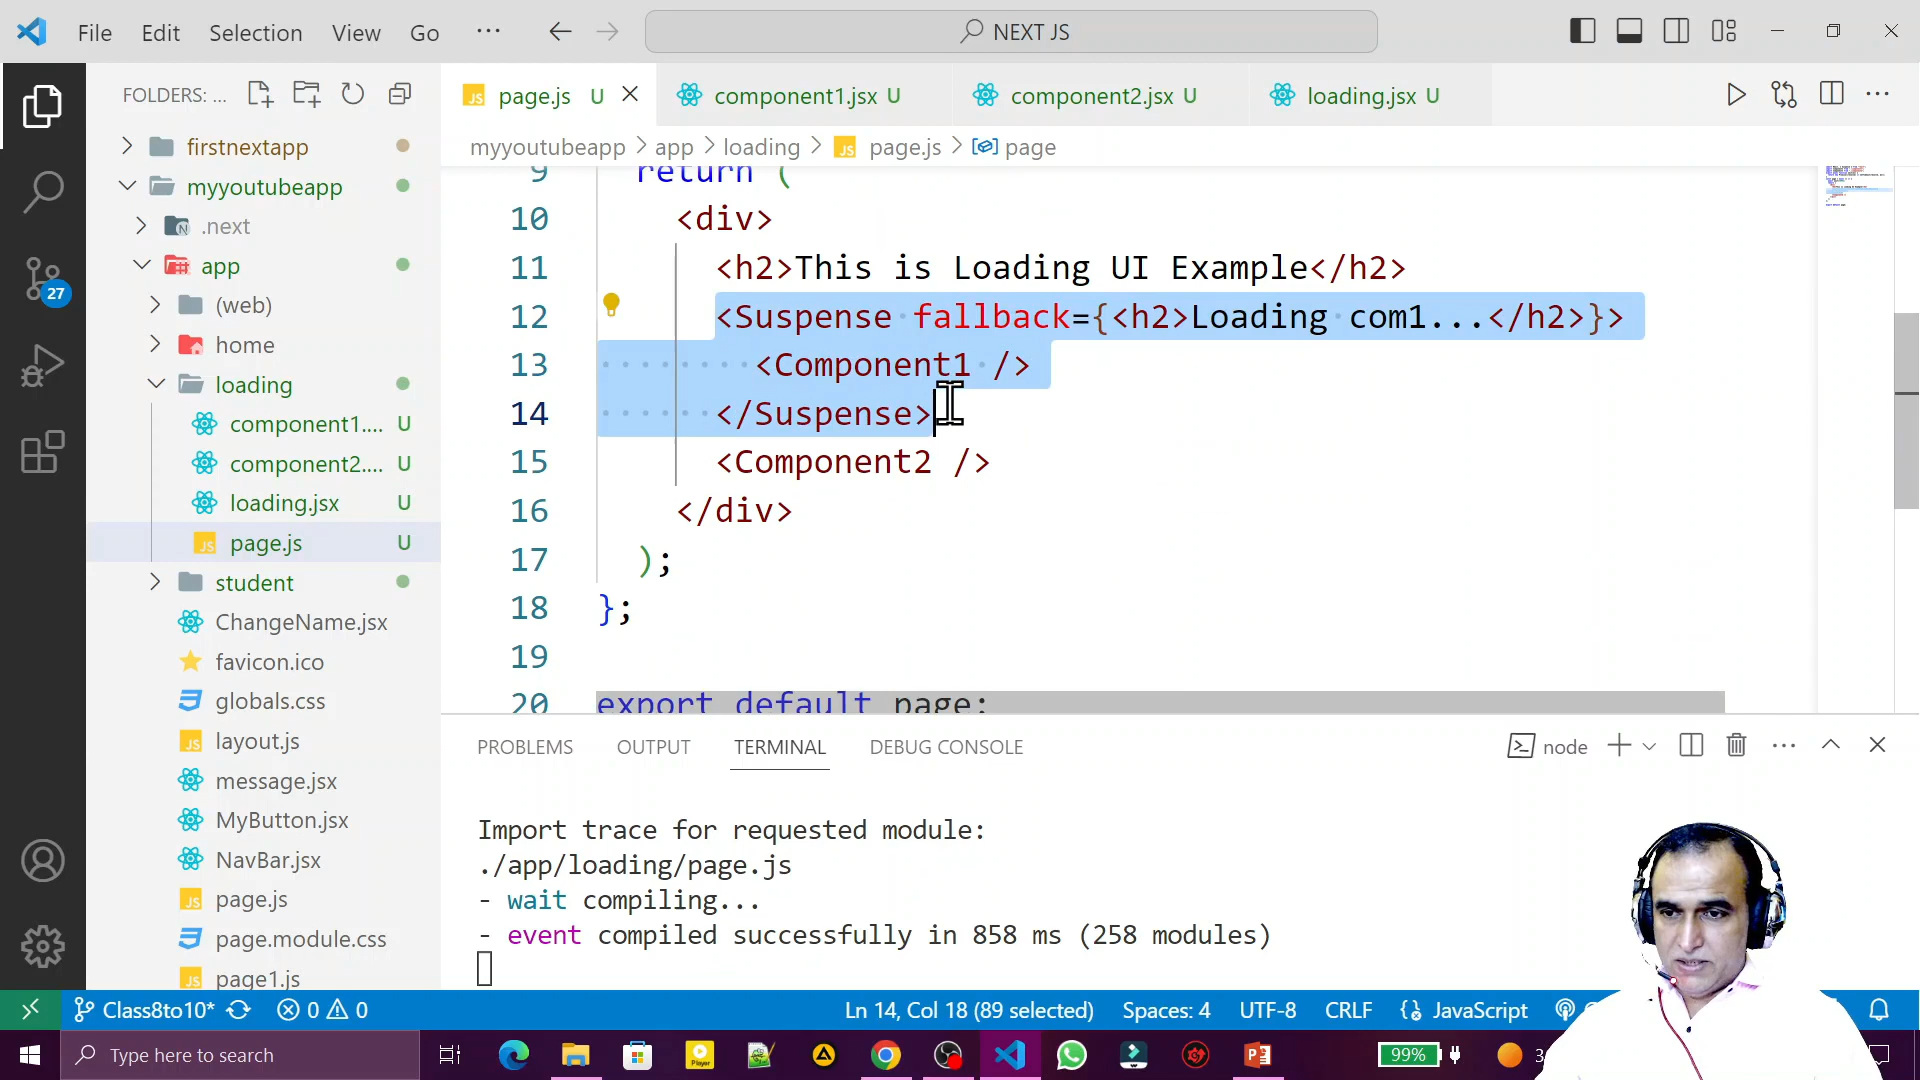 File Edit Selection View Go ··· NEXT JS
FOLDERS: ...
firstnextapp
myyoutubeapp
.next
app
(web)
home
loading
component1.... U
component2.... U
loading.jsx U
page.js U
student
ChangeName.jsx
favicon.ico
globals.css
layout.js
message.jsx
MyButton.jsx
NavBar.jsx
page.js
page.module.css
page1.js
27
page.js U component1.jsx U component2.jsx U loading.jsx U
myyoutubeapp > app > loading > page.js > page
9 return (
10 <div>
11 <h2>This is Loading UI Example</h2>
12 <Suspense fallback={<h2>Loading com1...</h2>}>
13 <Component1 />
14 </Suspense>
15 <Component2 />
16 </div>
17 );
18 };
19
20 export default page;
PROBLEMS OUTPUT TERMINAL DEBUG CONSOLE node
Import trace for requested module:
./app/loading/page.js
- wait compiling...
- event compiled successfully in 858 ms (258 modules)
Class8to10* 0 0 Ln 14, Col 18 (89 selected) Spaces: 4 UTF-8 CRLF JavaScript
Type here to search Player 99%